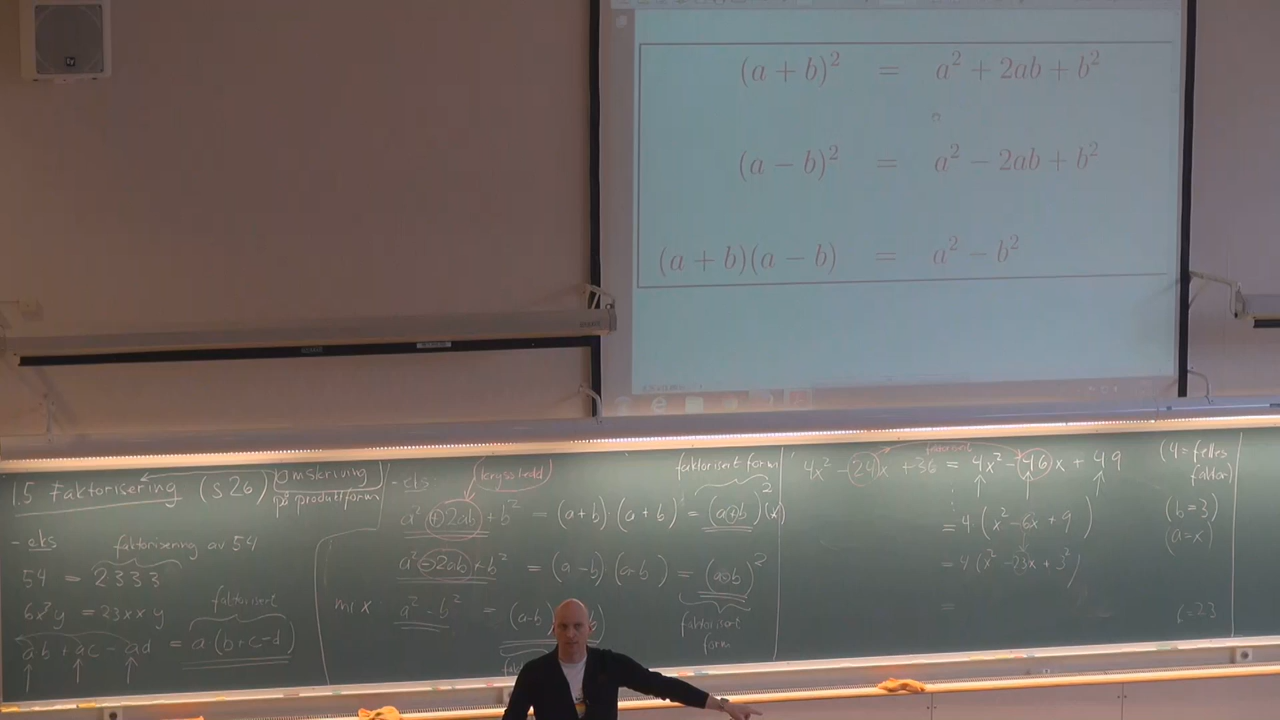 (a + b)² = a² + 2ab + b²
(a − b)² = a² − 2ab + b²
(a + b)(a − b) = a² − b²
1.5 Faktorisering (s 26)
Omskriving
på produktform
- eks
faktorisering av 54
54 = 2·3·3·3
6x²y = 2·3·x·x·y
faktorisert
ab + ac − ad = a·(b+c−d)
- eks:
kryssledd
faktorisert form
a² + 2ab + b² = (a+b)·(a+b) = (a+b)²
a² − 2ab + b² = (a−b)·(a−b) = (a−b)²
a² − b² = (a−b)
faktorisert
form
faktorisert
4x² − 24x + 36 = 4x² − (4·6)x + 4·9
= 4(x² − 6x + 9)
= 4(x² − 2·3x + 3²)
=
(4 = felles
faktor)
(b=3)
(a=x)
6=2·3